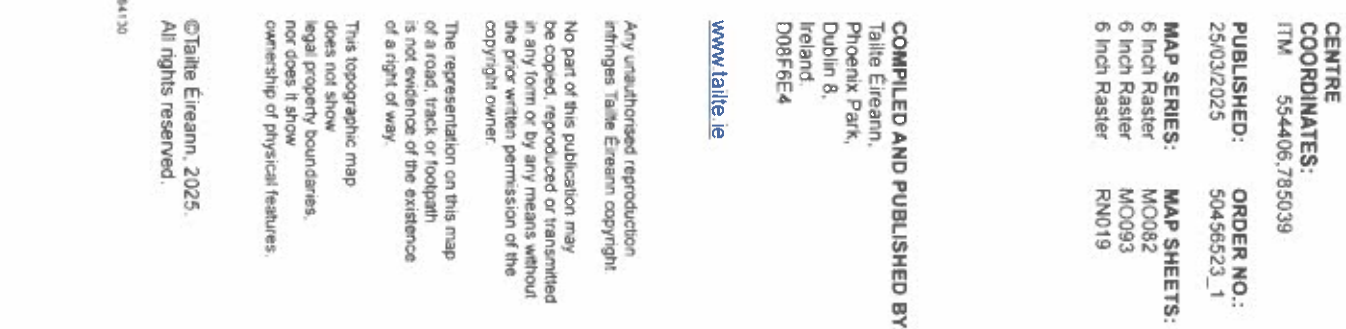 CENTRE
COORDINATES:
ITM 554406,785039
PUBLISHED: ORDER NO.:
25/03/2025 50456523_1
MAP SERIES: MAP SHEETS:
6 Inch Raster MO082
6 Inch Raster MO093
6 Inch Raster RN019
COMPILED AND PUBLISHED BY
Tailte Éireann,
Phoenix Park,
Dublin 8,
Ireland.
D08F6E4
www.tailte.ie
Any unauthorised reproduction
infringes Tailte Éireann copyright.
No part of this publication may
be copied, reproduced or transmitted
in any form or by any means without
the prior written permission of the
copyright owner.
The representation on this map
of a road, track or footpath
is not evidence of the existence
of a right of way.
This topographic map
does not show
legal property boundaries,
nor does it show
ownership of physical features.
©Tailte Éireann, 2025.
All rights reserved.
84130